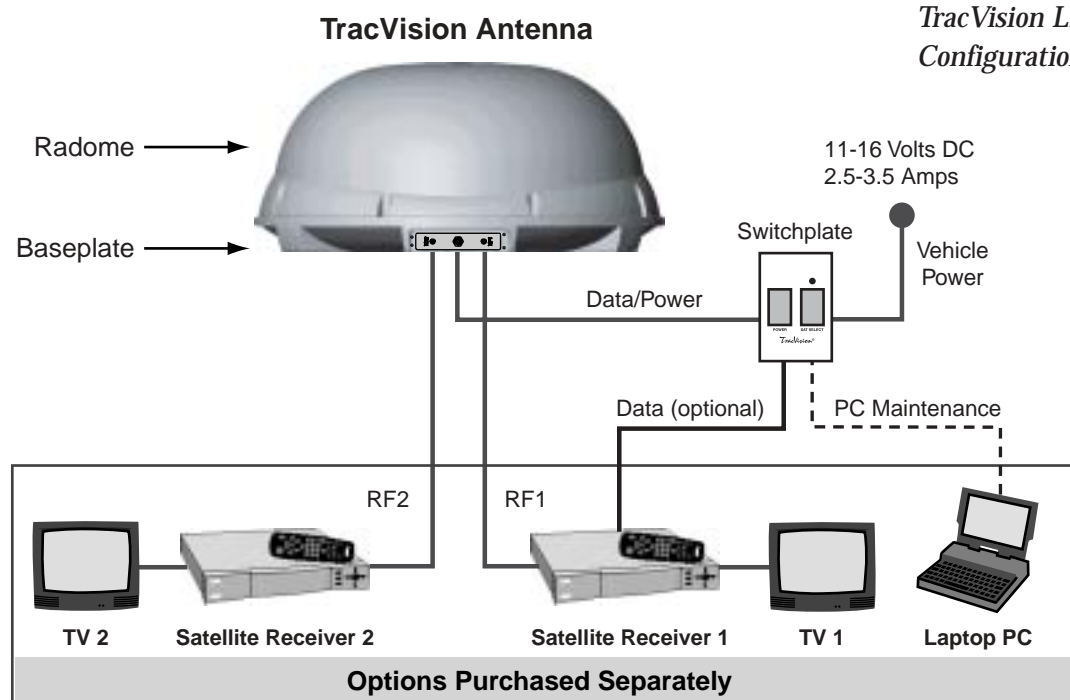 TracVision Antenna
TracVision L
Configuration
Radome
Baseplate
11-16 Volts DC
2.5-3.5 Amps
Switchplate
Vehicle
Power
Data/Power
POWER
SAT SELECT
TracVision®
Data (optional)
PC Maintenance
RF2
RF1
TV 2
Satellite Receiver 2
Satellite Receiver 1
TV 1
Laptop PC
Options Purchased Separately